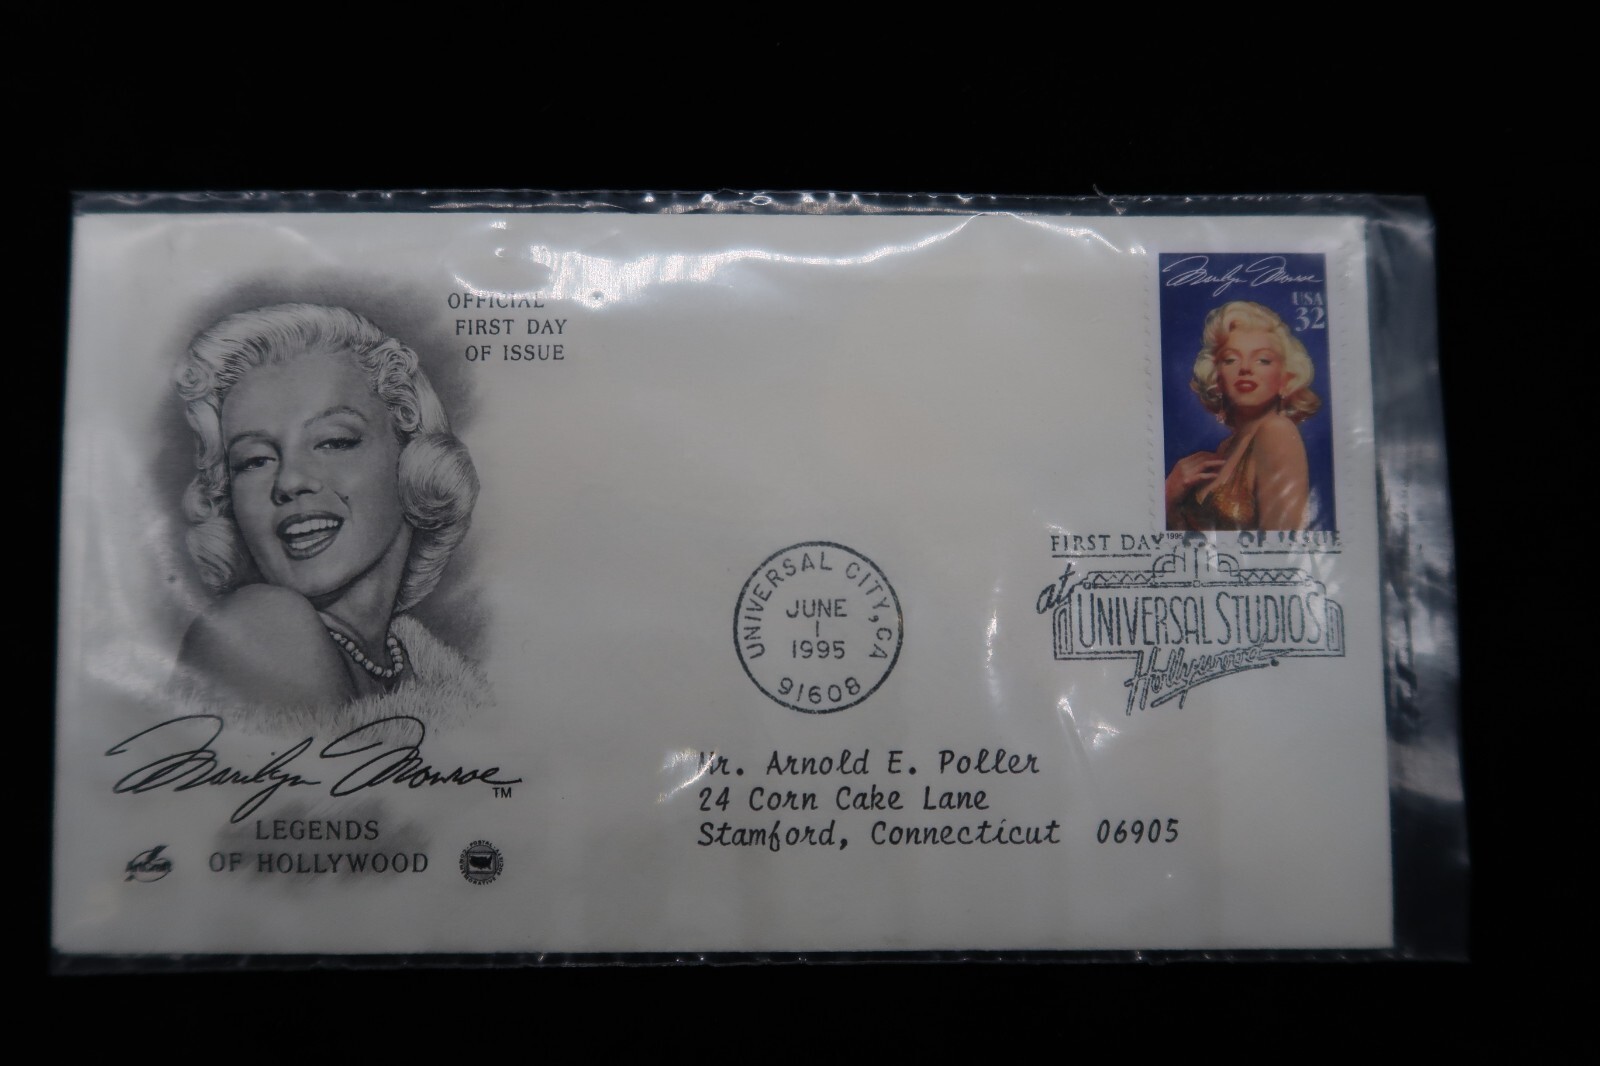 OFFICIAL
FIRST DAY
OF ISSUE
Marilyn Monroe
USA
32
1995
FIRST DAY OF ISSUE
at
UNIVERSAL STUDIOS
Hollywood
UNIVERSAL CITY, CA
JUNE
1
1995
91608
Mr. Arnold E. Poller
24 Corn Cake Lane
Stamford, Connecticut 06905
Marilyn Monroe TM
LEGENDS
OF HOLLYWOOD